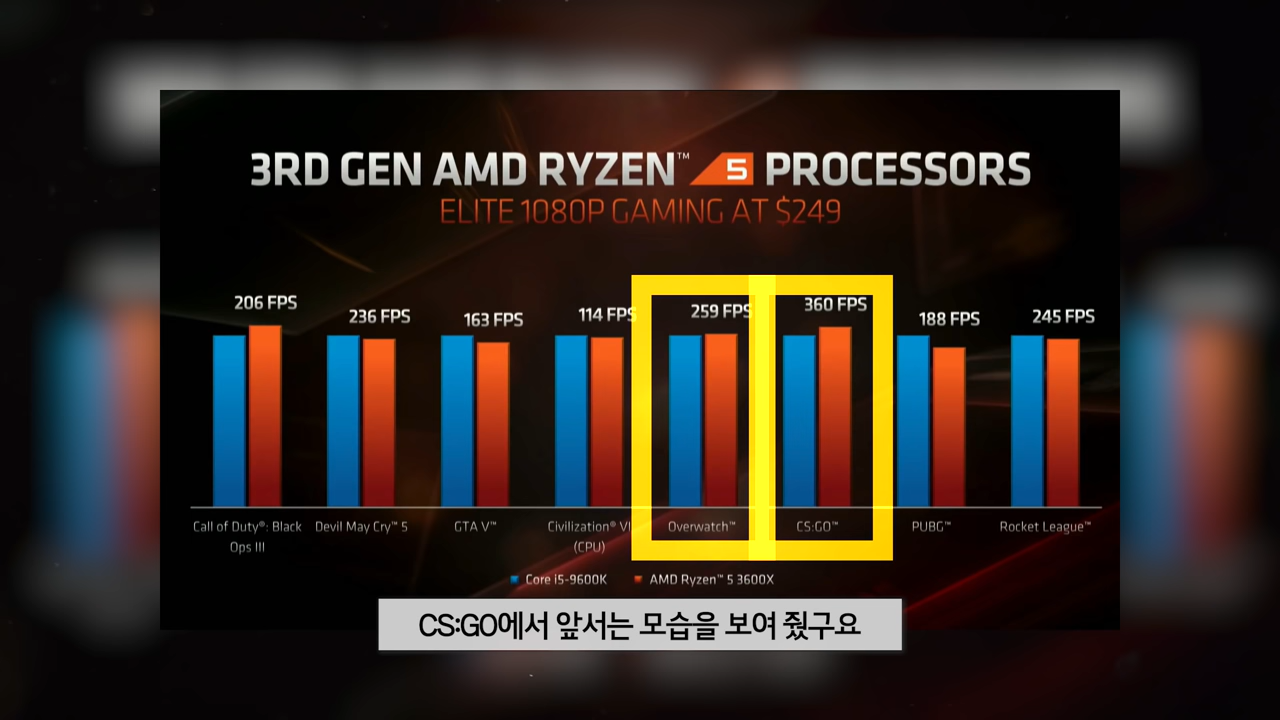 3RD GEN AMD RYZEN™ 5 PROCESSORS
ELITE 1080P GAMING AT $249
206 FPS
236 FPS
163 FPS
114 FPS
259 FPS
360 FPS
188 FPS
245 FPS
Call of Duty®: Black
Ops III
Devil May Cry™ 5
GTA V™
Civilization® VI
(CPU)
Overwatch™
CS:GO™
PUBG™
Rocket League™
Core i5-9600K
AMD Ryzen™ 5 3600X
CS:GO에서 앞서는 모습을 보여 줬구요